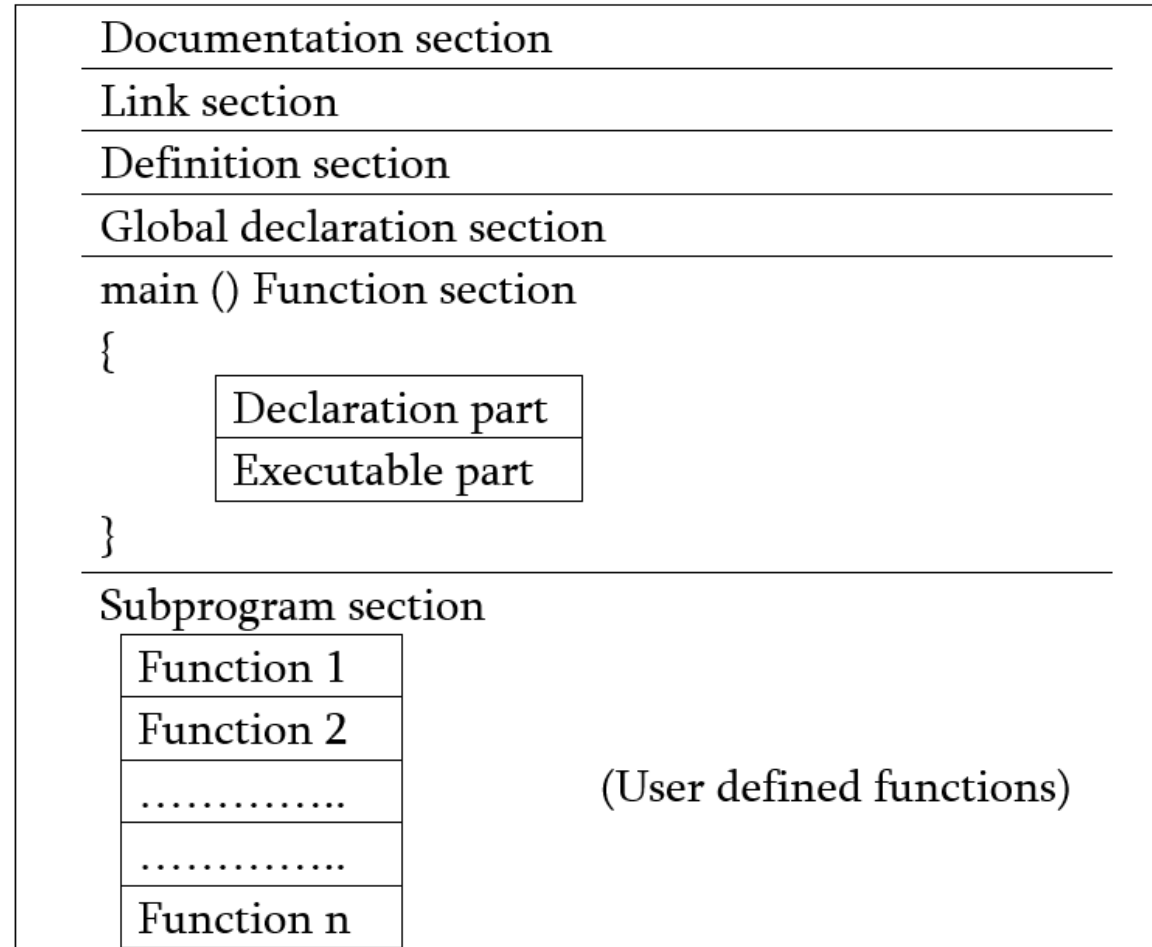 Documentation section
Link section
Definition section
Global declaration section
main () Function section
{
Declaration part
Executable part
}
Subprogram section
Function 1
Function 2
…………..
(User defined functions)
…………..
Function n